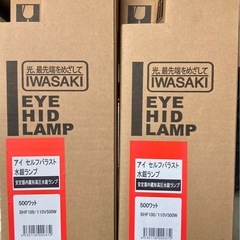 光、最先端をめざして
IWASAKI
EYE
HID
LAMP
アイ セルフバラスト
水銀ランプ
安定器内蔵形高圧水銀ランプ
500ワット
BHF100/110V500W
光、最先端をめざして
IWASAKI
EYE
HID
LAMP
アイ セルフバラスト
水銀ランプ
安定器内蔵形高圧水銀ランプ
500ワット
BHF100/110V500W